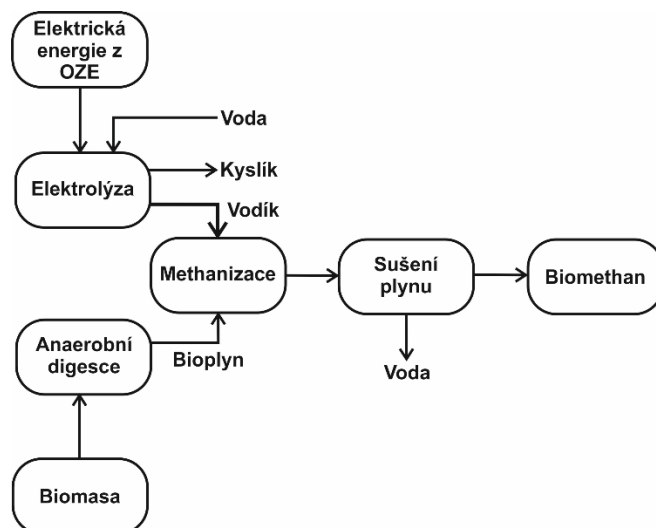 Elektrická
energie z
OZE
Voda
Elektrolýza
Kyslík
Vodík
Methanizace
Sušení
plynu
Biomethan
Anaerobní
digesce
Bioplyn
Voda
Biomasa